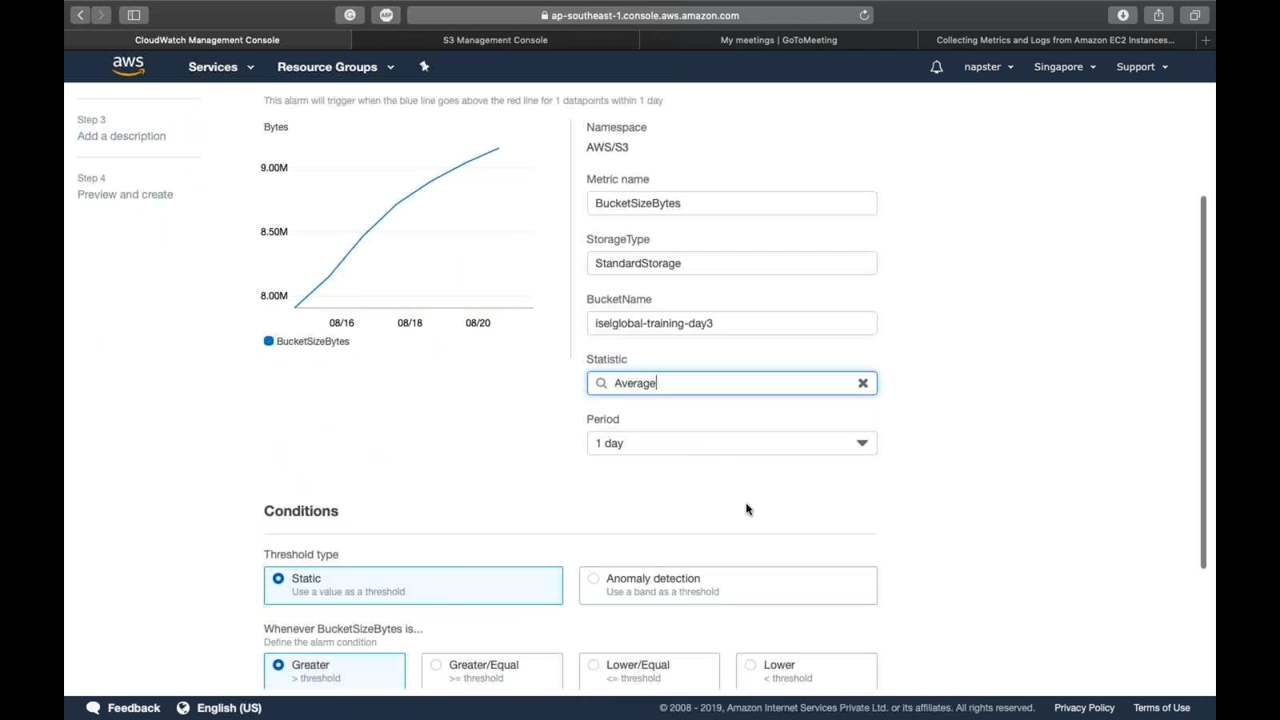 ap-southeast-1.console.aws.amazon.com
CloudWatch Management Console
S3 Management Console
My meetings | GoToMeeting
Collecting Metrics and Logs from Amazon EC2 Instances...
aws
Services
Resource Groups
napster
Singapore
Support
This alarm will trigger when the blue line goes above the red line for 1 datapoints within 1 day
Step 3
Add a description
Step 4
Preview and create
Bytes
9.00M
8.50M
8.00M
08/16
08/18
08/20
BucketSizeBytes
Namespace
AWS/S3
Metric name
BucketSizeBytes
StorageType
StandardStorage
BucketName
iselglobal-training-day3
Statistic
Average
Period
1 day
Conditions
Threshold type
Static
Use a value as a threshold
Anomaly detection
Use a band as a threshold
Whenever BucketSizeBytes is...
Define the alarm condition
Greater
> threshold
Greater/Equal
>= threshold
Lower/Equal
<= threshold
Lower
< threshold
Feedback
English (US)
© 2008 - 2019, Amazon Internet Services Private Ltd. or its affiliates. All rights reserved.
Privacy Policy
Terms of Use